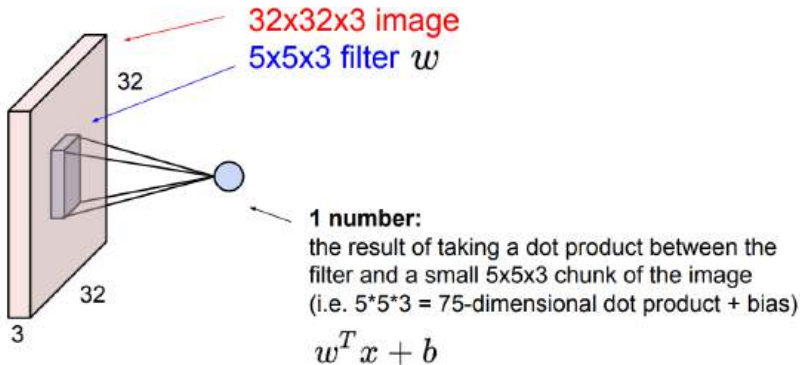 32x32x3 image
5x5x3 filter w
32
1 number:
the result of taking a dot product between the
filter and a small 5x5x3 chunk of the image
(i.e. 5*5*3 = 75-dimensional dot product + bias)
32
3
w^T x + b